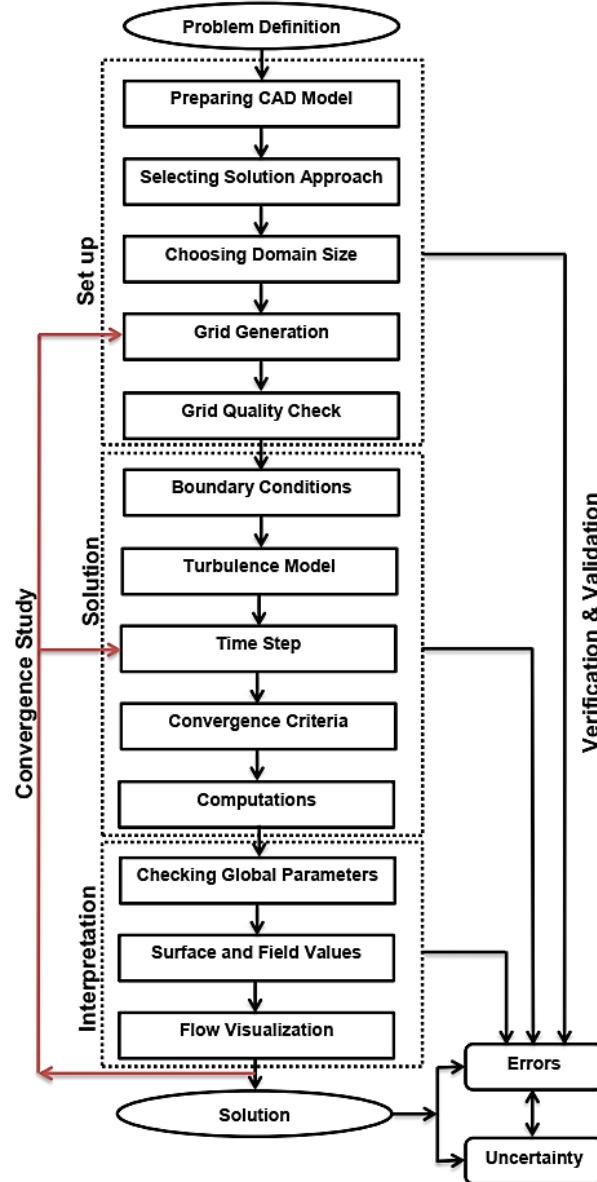 Problem Definition
Preparing CAD Model
Selecting Solution Approach
Choosing Domain Size
Grid Generation
Grid Quality Check
Set up
Boundary Conditions
Turbulence Model
Time Step
Convergence Criteria
Computations
Solution
Checking Global Parameters
Surface and Field Values
Flow Visualization
Interpretation
Convergence Study
Verification & Validation
Solution
Errors
Uncertainty